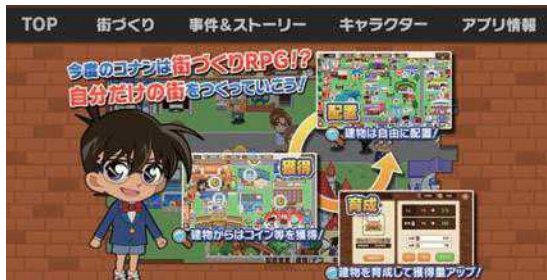 TOP
街づくり
事件&ストーリー
キャラクター
アプリ情報
今度のコナンは街づくりRPG!?
自分だけの街をつくっていこう!
配置
建物は自由に配置!
獲得
建物からはコイン等を獲得!
育成
建物を育成して獲得量アップ!